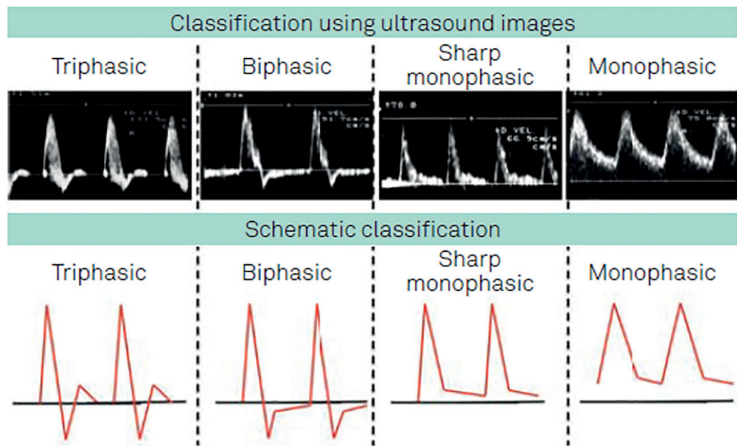 Classification using ultrasound images
Triphasic
Biphasic
Sharp
monophasic
Monophasic
Schematic classification
Triphasic
Biphasic
Sharp
monophasic
Monophasic